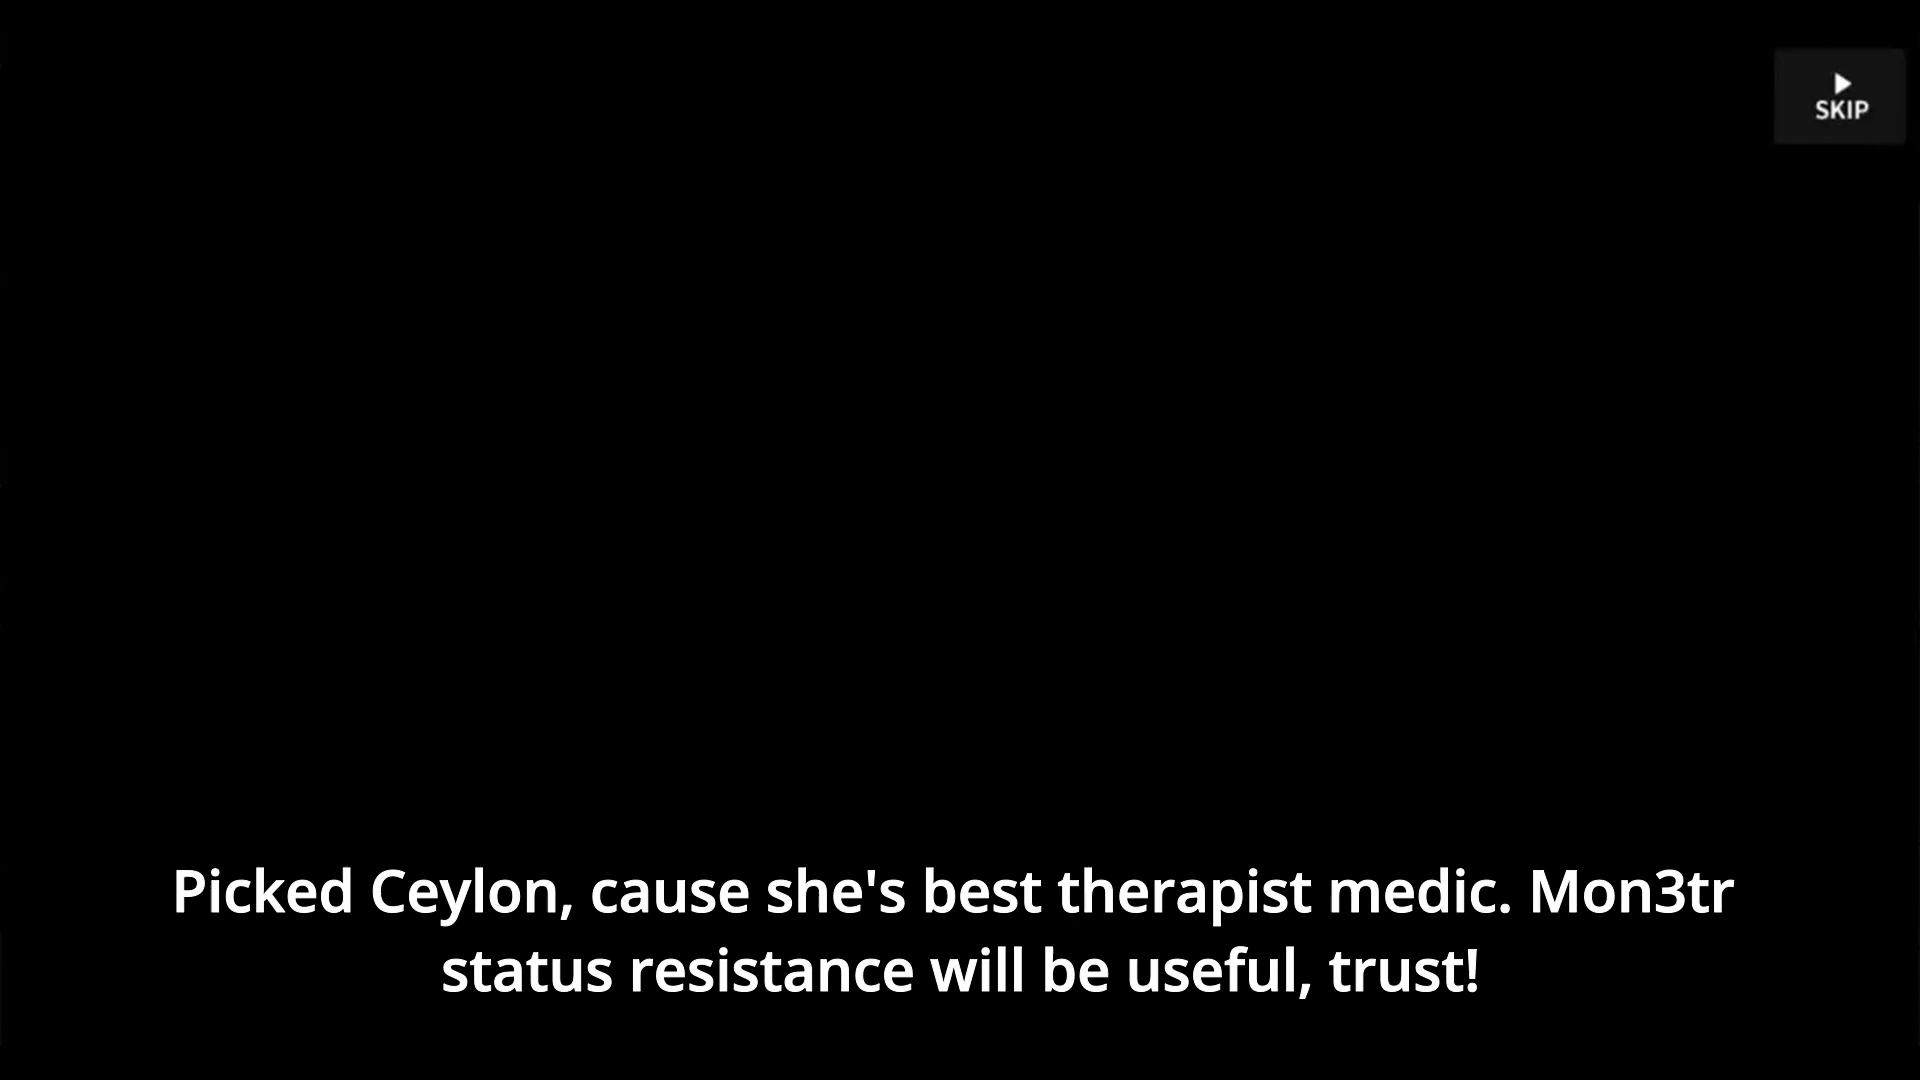 SKIP
Picked Ceylon, cause she's best therapist medic. Mon3tr
status resistance will be useful, trust!